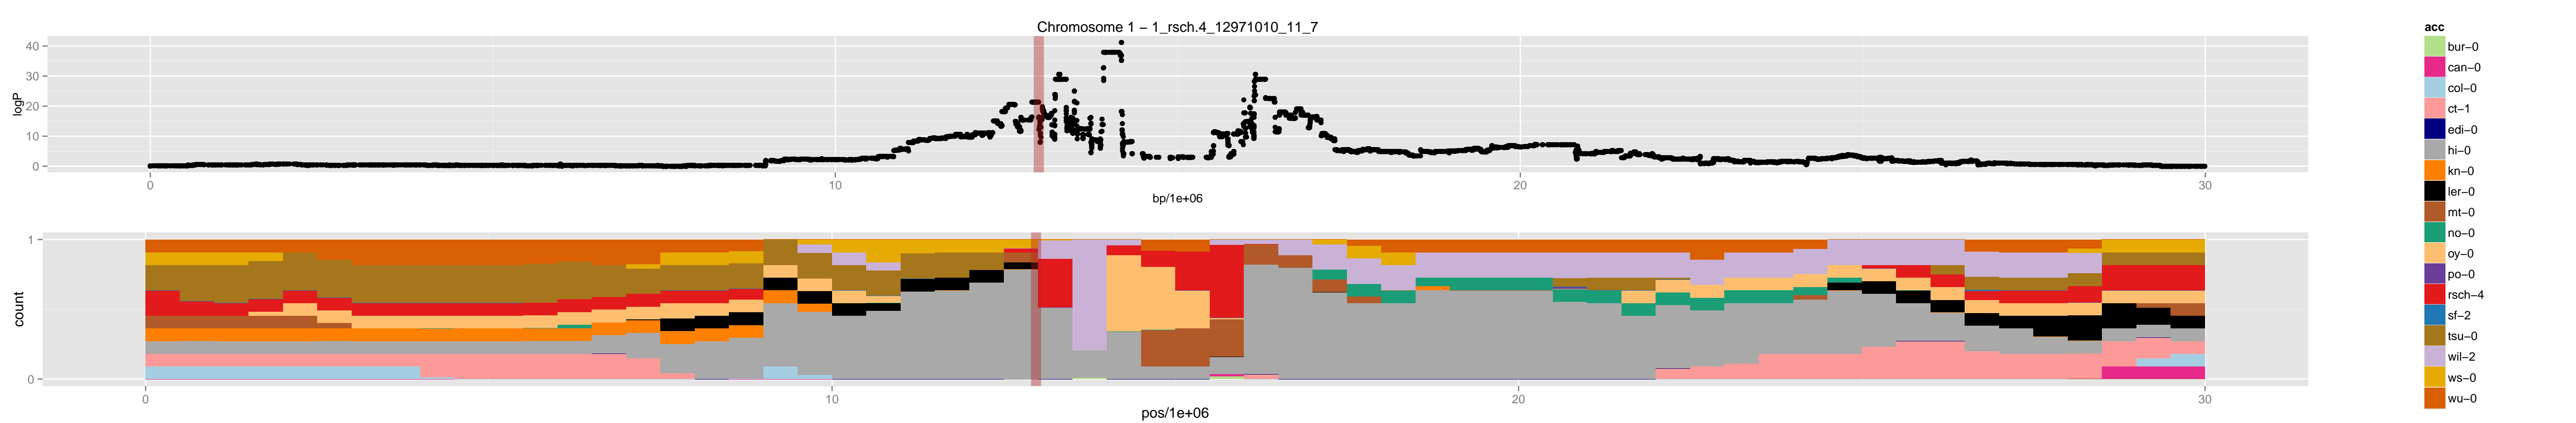 Chromosome 1 − 1_rsch.4_12971010_11_7
logP
40
30
20
10
0
0 10 20 30
bp/1e+06
count
1
0
0 10 20 30
pos/1e+06
acc
bur−0
can−0
col−0
ct−1
edi−0
hi−0
kn−0
ler−0
mt−0
no−0
oy−0
po−0
rsch−4
sf−2
tsu−0
wil−2
ws−0
wu−0